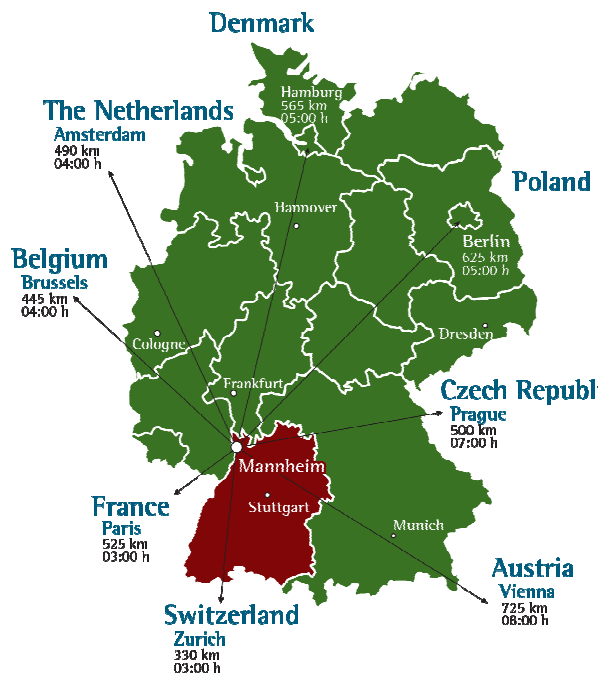 Denmark
Hamburg
565 km
05:00 h
The Netherlands
Amsterdam
490 km
04:00 h
Poland
Hannover
Berlin
625 km
05:00 h
Belgium
Brussels
445 km
04:00 h
Cologne
Dresden
Frankfurt
Czech Republi
Prague
500 km
07:00 h
Mannheim
Stuttgart
France
Paris
525 km
03:00 h
Munich
Austria
Vienna
725 km
08:00 h
Switzerland
Zurich
330 km
03:00 h